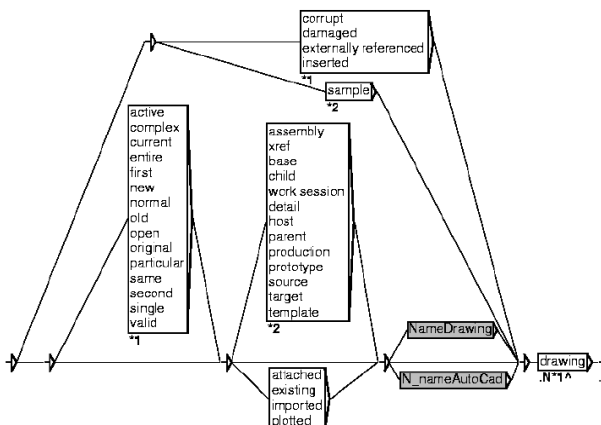 corrupt
damaged
externally referenced
inserted
*1
sample
*2
active
complex
current
entire
first
new
normal
old
open
original
particular
same
second
single
valid
*1
assembly
xref
base
child
work session
detail
host
parent
production
prototype
source
target
template
*2
attached
existing
imported
plotted
NameDrawing
N_nameAutoCad
drawing
.N*1^
.